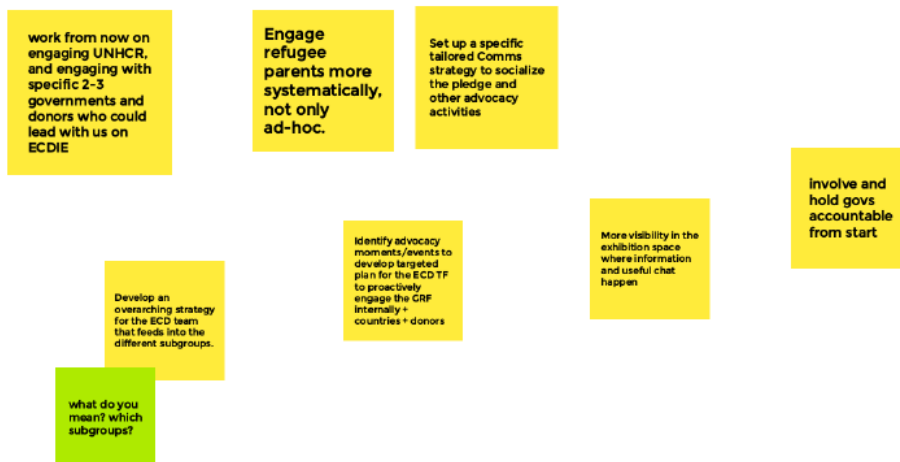 work from now on
engaging UNHCR,
and engaging with
specific 2-3
governments and
donors who could
lead with us on
ECDIE
Engage
refugee
parents more
systematically,
not only
ad-hoc.
Set up a specific
tailored Comms
strategy to socialize
the pledge and
other advocacy
activities
involve and
hold govs
accountable
from start
More visibility in the
exhibition space
where information
and useful chat
happen
Identify advocacy
moments/events to
develop targeted
plan for the ECD TF
to proactively
engage the GRF
internally +
countries + donors
Develop an
overarching strategy
for the ECD team
that feeds into the
different subgroups.
what do you
mean? which
subgroups?